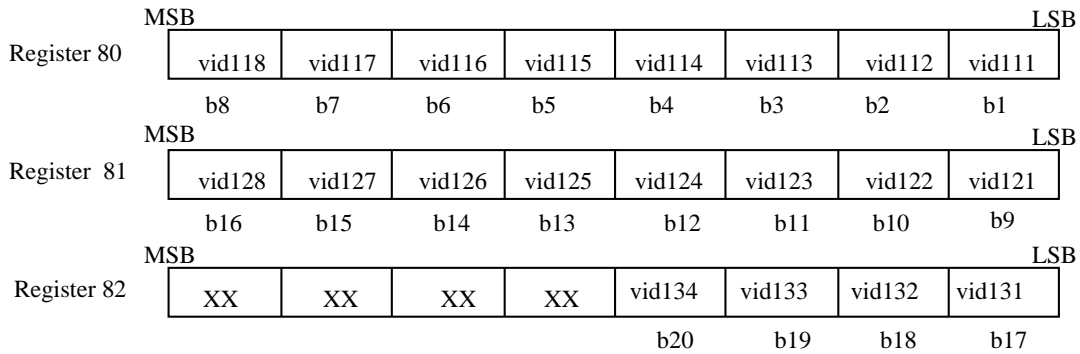 MSB LSB
Register 80 vid118 vid117 vid116 vid115 vid114 vid113 vid112 vid111
b8 b7 b6 b5 b4 b3 b2 b1
MSB LSB
Register 81 vid128 vid127 vid126 vid125 vid124 vid123 vid122 vid121
b16 b15 b14 b13 b12 b11 b10 b9
MSB LSB
Register 82 XX XX XX XX vid134 vid133 vid132 vid131
b20 b19 b18 b17